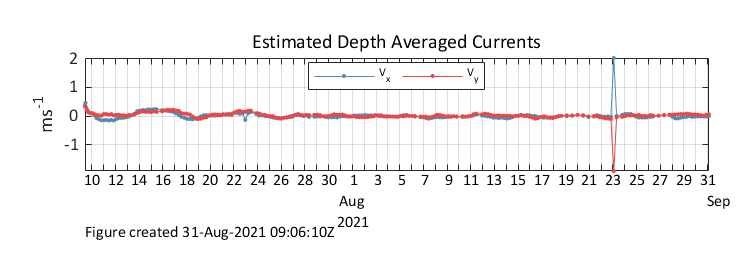 Estimated Depth Averaged Currents
ms-1
2
1
0
-1
Vx Vy
10 12 14 16 18 20 22 24 26 28 30 1 3 5 7 9 11 13 15 17 19 21 23 25 27 29 31
Aug Sep
2021
Figure created 31-Aug-2021 09:06:10Z